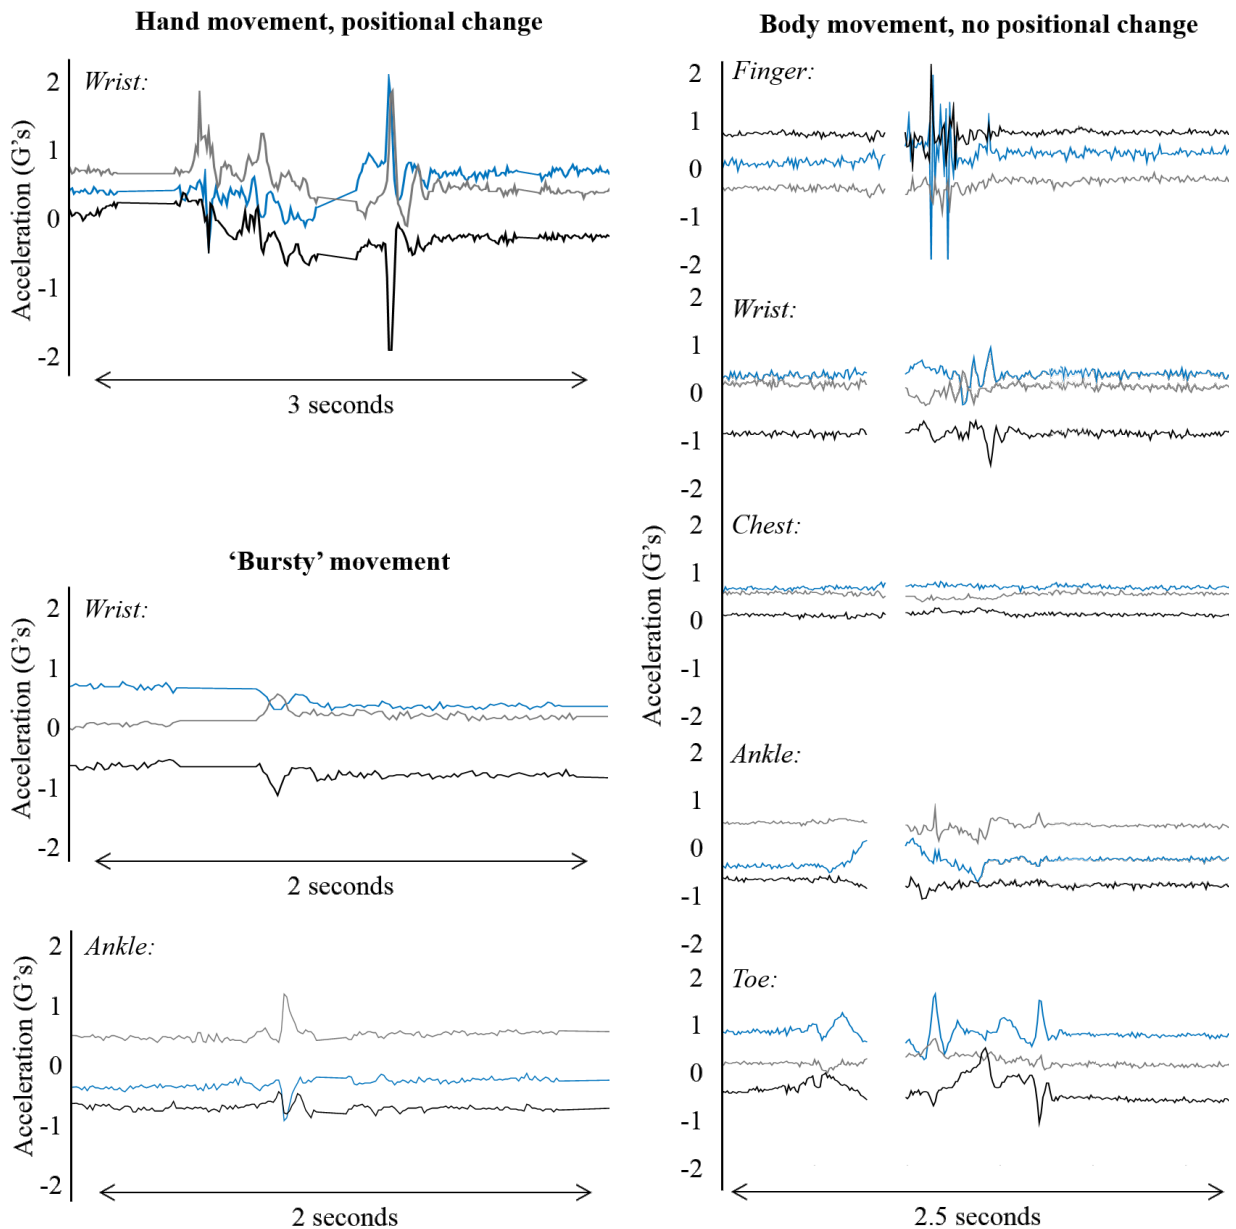 Hand movement, positional change
Wrist:
2
1
0
-1
-2
Acceleration (G's)
3 seconds
‘Bursty’ movement
Wrist:
2
1
0
-1
-2
Acceleration (G's)
2 seconds
Ankle:
2
1
0
-1
-2
Acceleration (G's)
2 seconds
Body movement, no positional change
Finger:
2
1
0
-1
-2
Wrist:
2
1
0
-1
-2
Chest:
2
1
0
-1
-2
Acceleration (G's)
Ankle:
2
1
0
-1
-2
Toe:
2
1
0
-1
-2
2.5 seconds